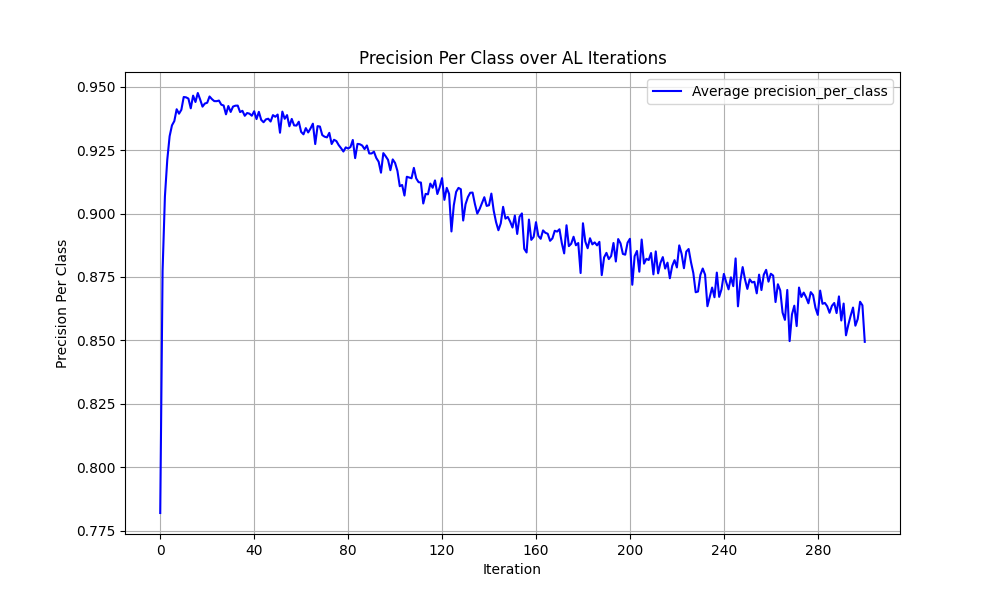 Precision Per Class over AL Iterations
Average precision_per_class
Precision Per Class
0.950
0.925
0.900
0.875
0.850
0.825
0.800
0.775
0 40 80 120 160 200 240 280
Iteration